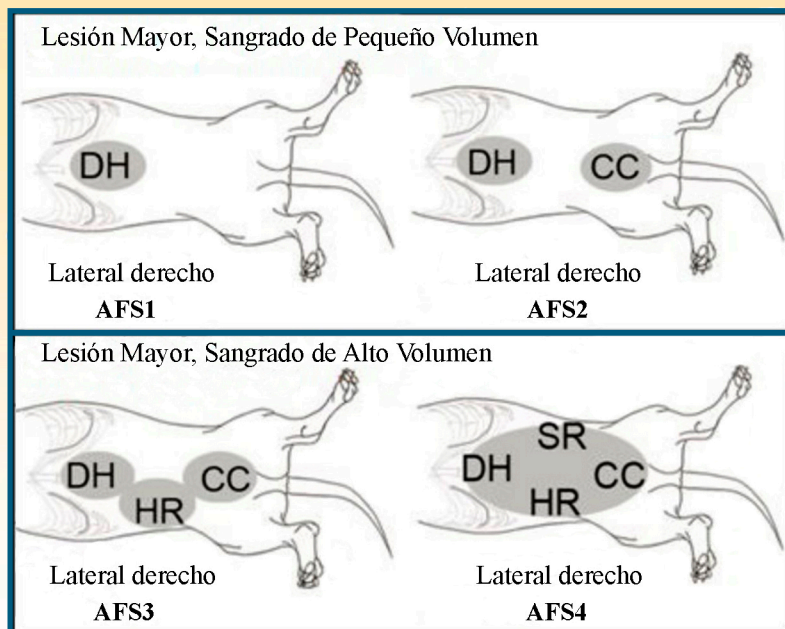 Lesión Mayor, Sangrado de Pequeño Volumen
DH
DH
CC
Lateral derecho
Lateral derecho
AFS1
AFS2
Lesión Mayor, Sangrado de Alto Volumen
DH
HR
CC
SR
DH
CC
HR
Lateral derecho
Lateral derecho
AFS3
AFS4